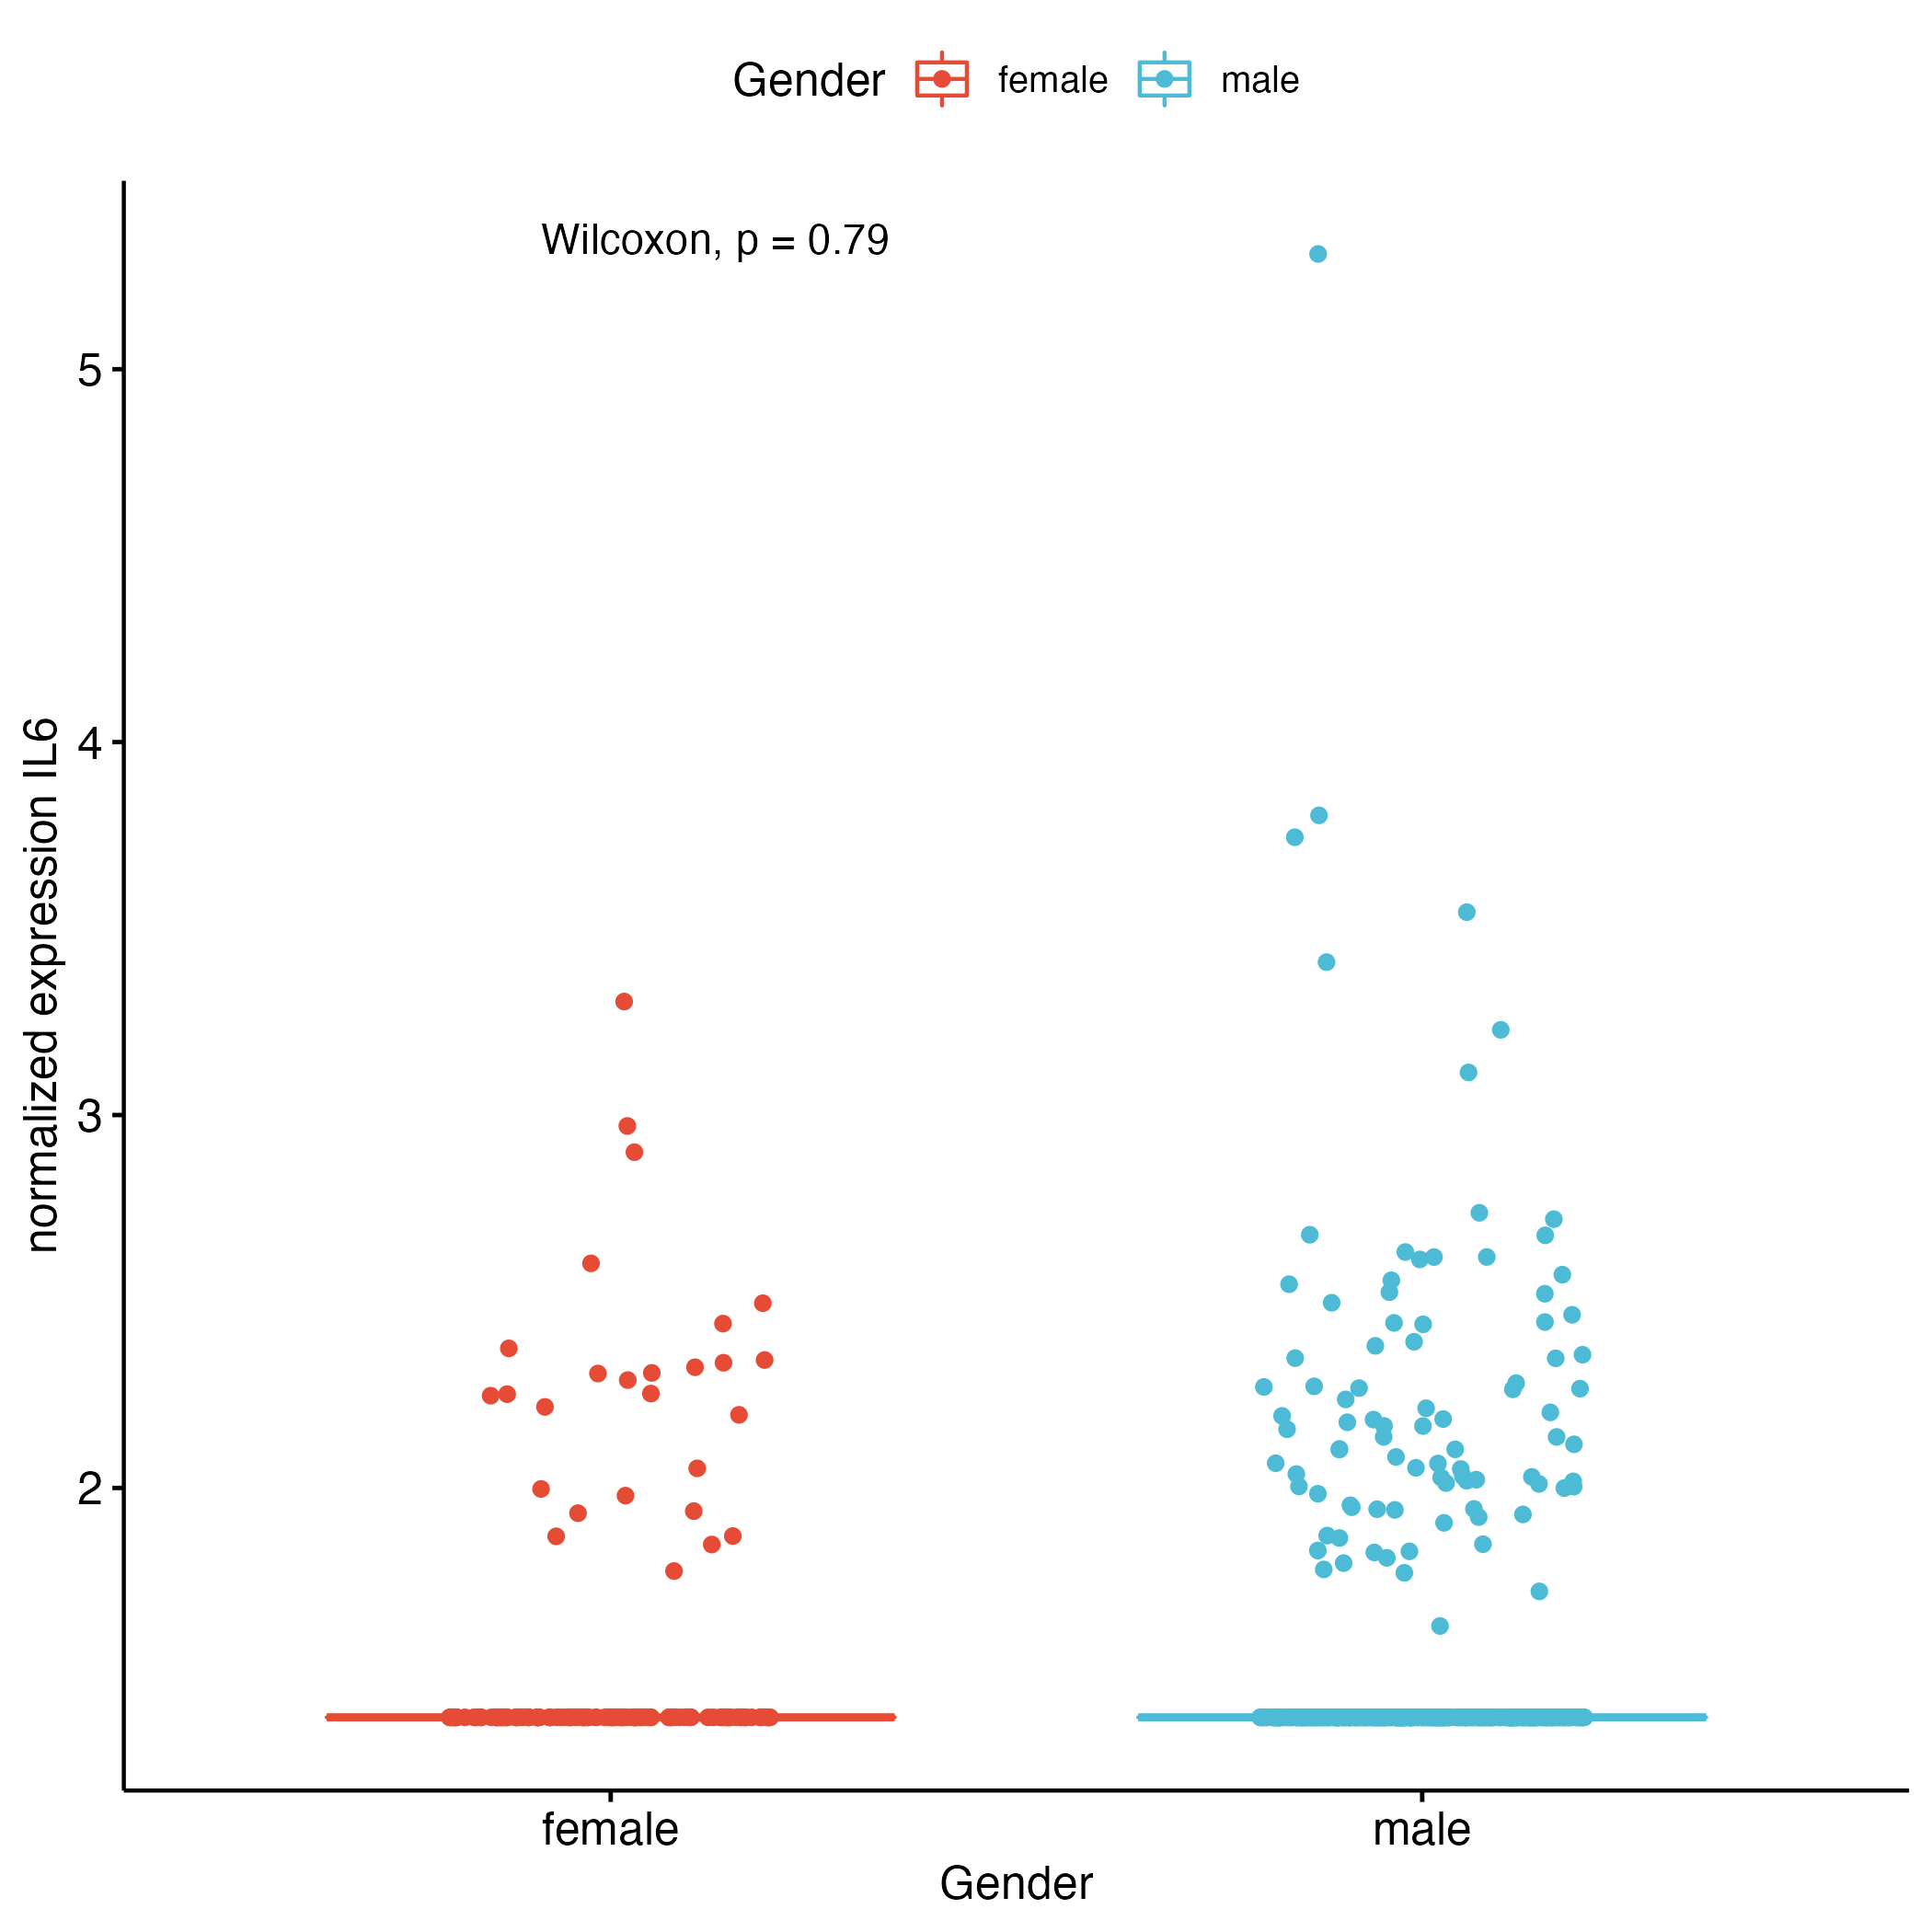 Gender female male
Wilcoxon, p = 0.79
normalized expression IL6
5
4
3
2
female male
Gender